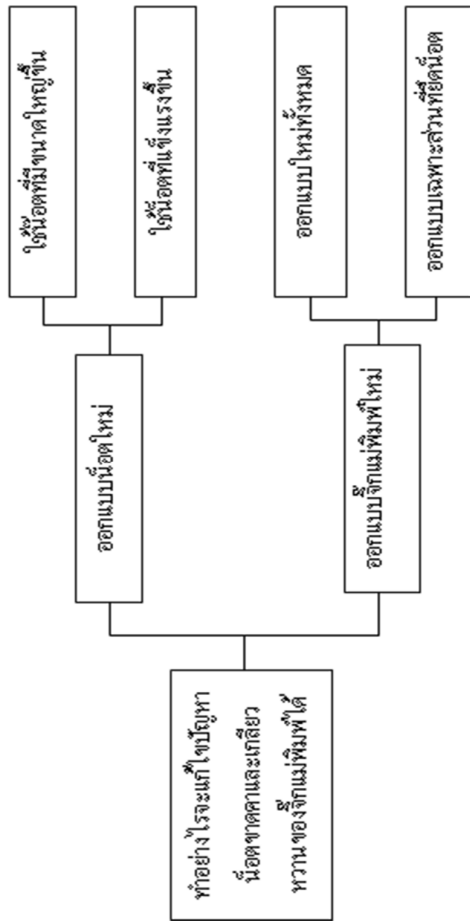 ทำอย่างไรจะแก้ไขปัญหา
น๊อตขาดคาและเกลียว
หวานของจิ๊กแม่พิมพ์ได้
ออกแบบน๊อตใหม่
ใช้น๊อตที่มีขนาดใหญ่ขึ้น
ใช้น๊อตที่แข็งแรงขึ้น
ออกแบบจิ๊กแม่พิมพ์ใหม่
ออกแบบใหม่ทั้งหมด
ออกแบบเฉพาะส่วนที่ยึดน๊อต